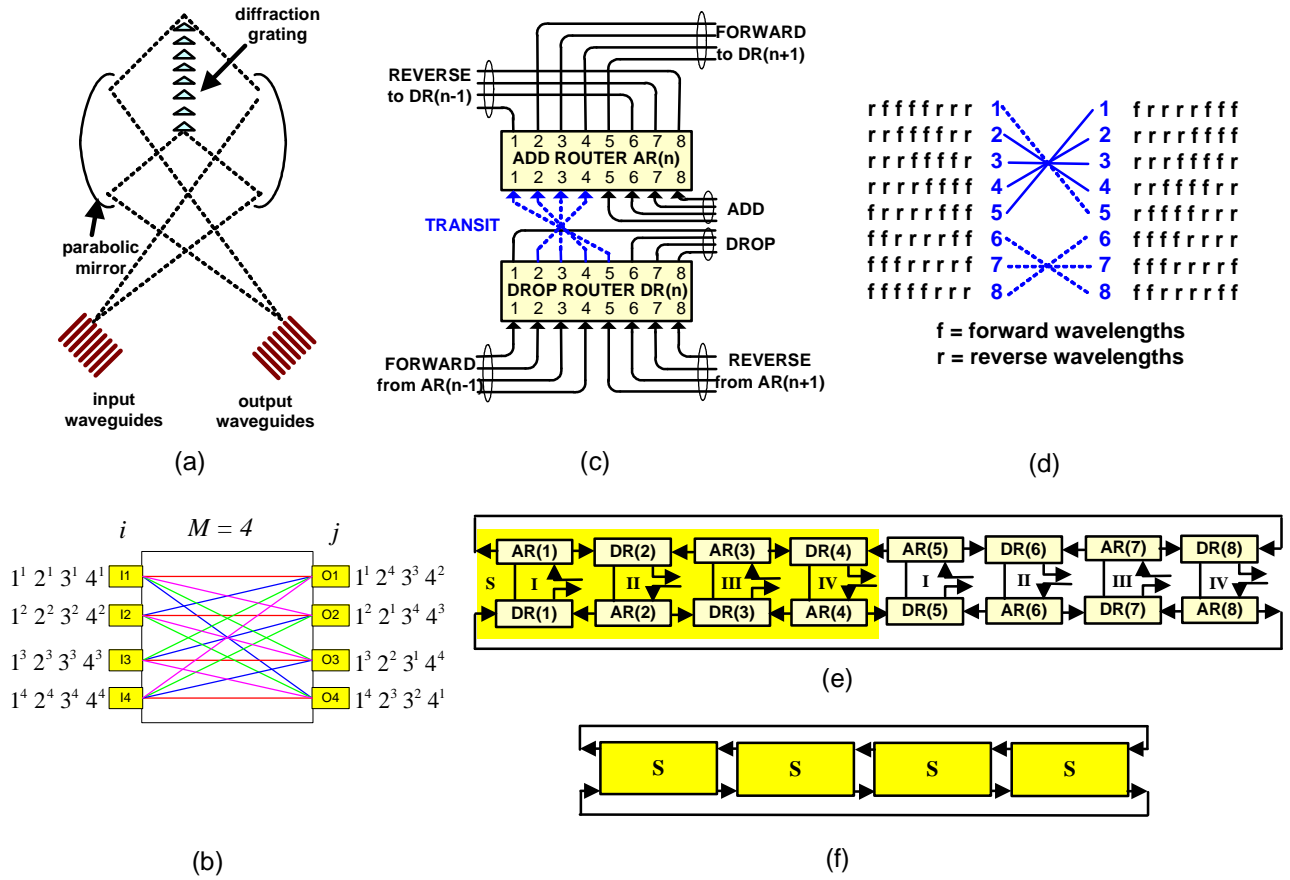 diffraction
grating
parabolic
mirror
input
waveguides
output
waveguides
(a)
FORWARD
to DR(n+1)
REVERSE
to DR(n-1)
1 2 3 4 5 6 7 8
ADD ROUTER AR(n)
1 2 3 4 5 6 7 8
TRANSIT
ADD
DROP
1 2 3 4 5 6 7 8
DROP ROUTER DR(n)
1 2 3 4 5 6 7 8
FORWARD
from AR(n-1)
REVERSE
from AR(n+1)
(c)
r f f f f r r r 1 1 f r r r r f f f
r r f f f f r r 2 2 r r r r f f f f
r r r f f f f r 3 3 r r r f f f f r
r r r r f f f f 4 4 r r f f f f r r
f r r r r f f f 5 5 r f f f f r r r
f f r r r r f f 6 6 f f f f r r r r
f f f r r r r f 7 7 f f f r r r r f
f f f f r r r r 8 8 f f r r r r f f
f = forward wavelengths
r = reverse wavelengths
(d)
i M = 4 j
1¹ 2¹ 3¹ 4¹ I1 O1 1¹ 2⁴ 3³ 4²
1² 2² 3² 4² I2 O2 1² 2¹ 3⁴ 4³
1³ 2³ 3³ 4³ I3 O3 1³ 2² 3¹ 4⁴
1⁴ 2⁴ 3⁴ 4⁴ I4 O4 1⁴ 2³ 3² 4¹
(b)
AR(1) DR(2) AR(3) DR(4) AR(5) DR(6) AR(7) DR(8)
S I II III IV I II III IV
DR(1) AR(2) DR(3) AR(4) DR(5) AR(6) DR(7) AR(8)
(e)
S S S S
(f)